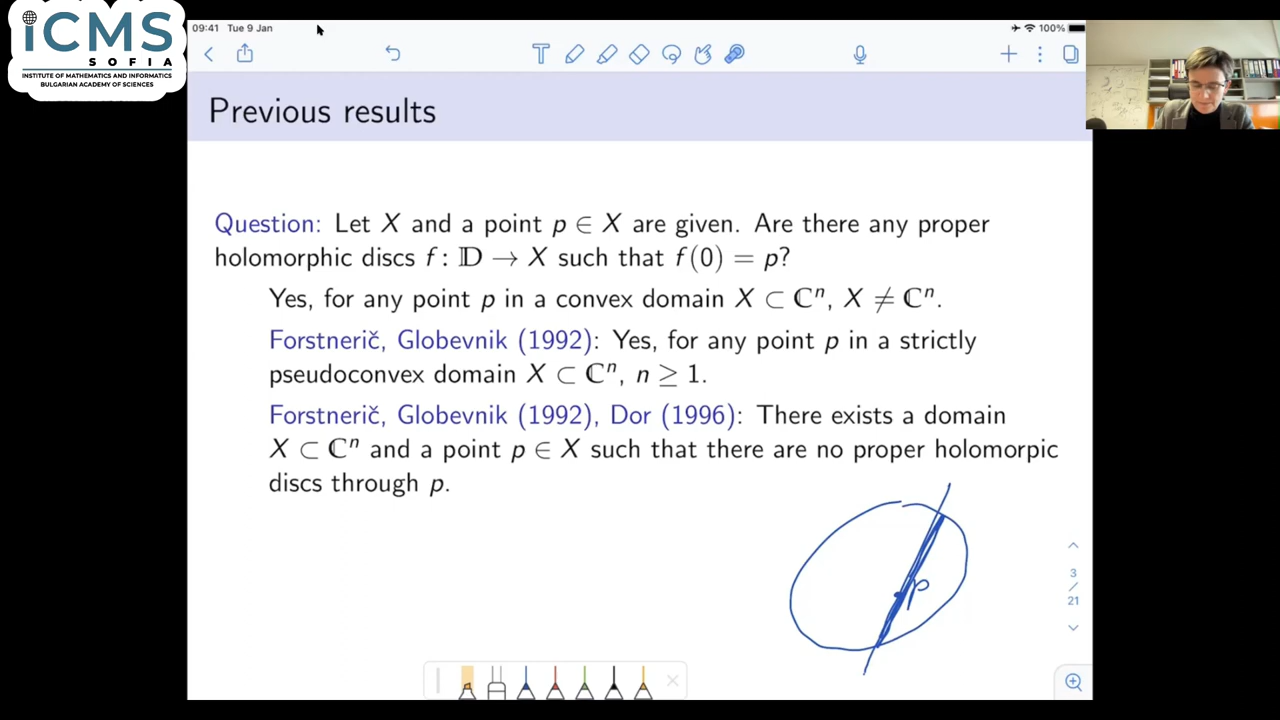 iCMS
SOFIA
INSTITUTE OF MATHEMATICS AND INFORMATICS
BULGARIAN ACADEMY OF SCIENCES
09:41 Tue 9 Jan
100%
Previous results
Question: Let X and a point p ∈ X are given. Are there any proper
holomorphic discs f: 𝔻 → X such that f(0) = p?
Yes, for any point p in a convex domain X ⊂ ℂⁿ, X ≠ ℂⁿ.
Forstnerič, Globevnik (1992): Yes, for any point p in a strictly
pseudoconvex domain X ⊂ ℂⁿ, n ≥ 1.
Forstnerič, Globevnik (1992), Dor (1996): There exists a domain
X ⊂ ℂⁿ and a point p ∈ X such that there are no proper holomorpic
discs through p.
p
3
/
21